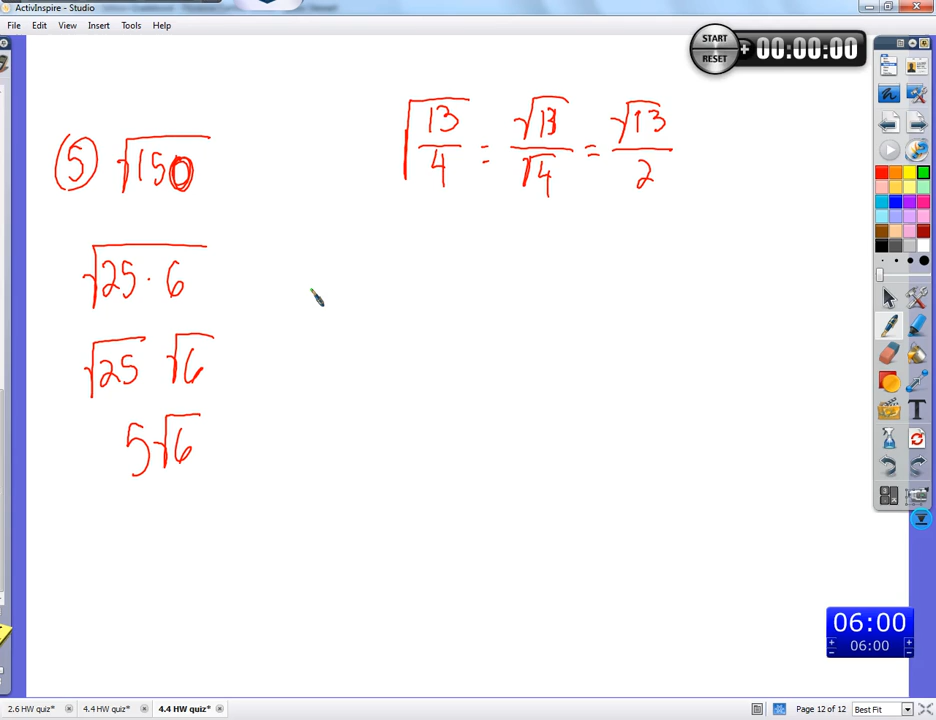 ActivInspire - Studio
File Edit View Insert Tools Help
START
RESET
00:00:00
⑤ √150
√25 · 6
√25 √6
5√6
√13/4 = √13/√4 = √13/2
06:00
06:00
2.6 HW quiz* 4.4 HW quiz* 4.4 HW quiz*
Page 12 of 12 Best Fit